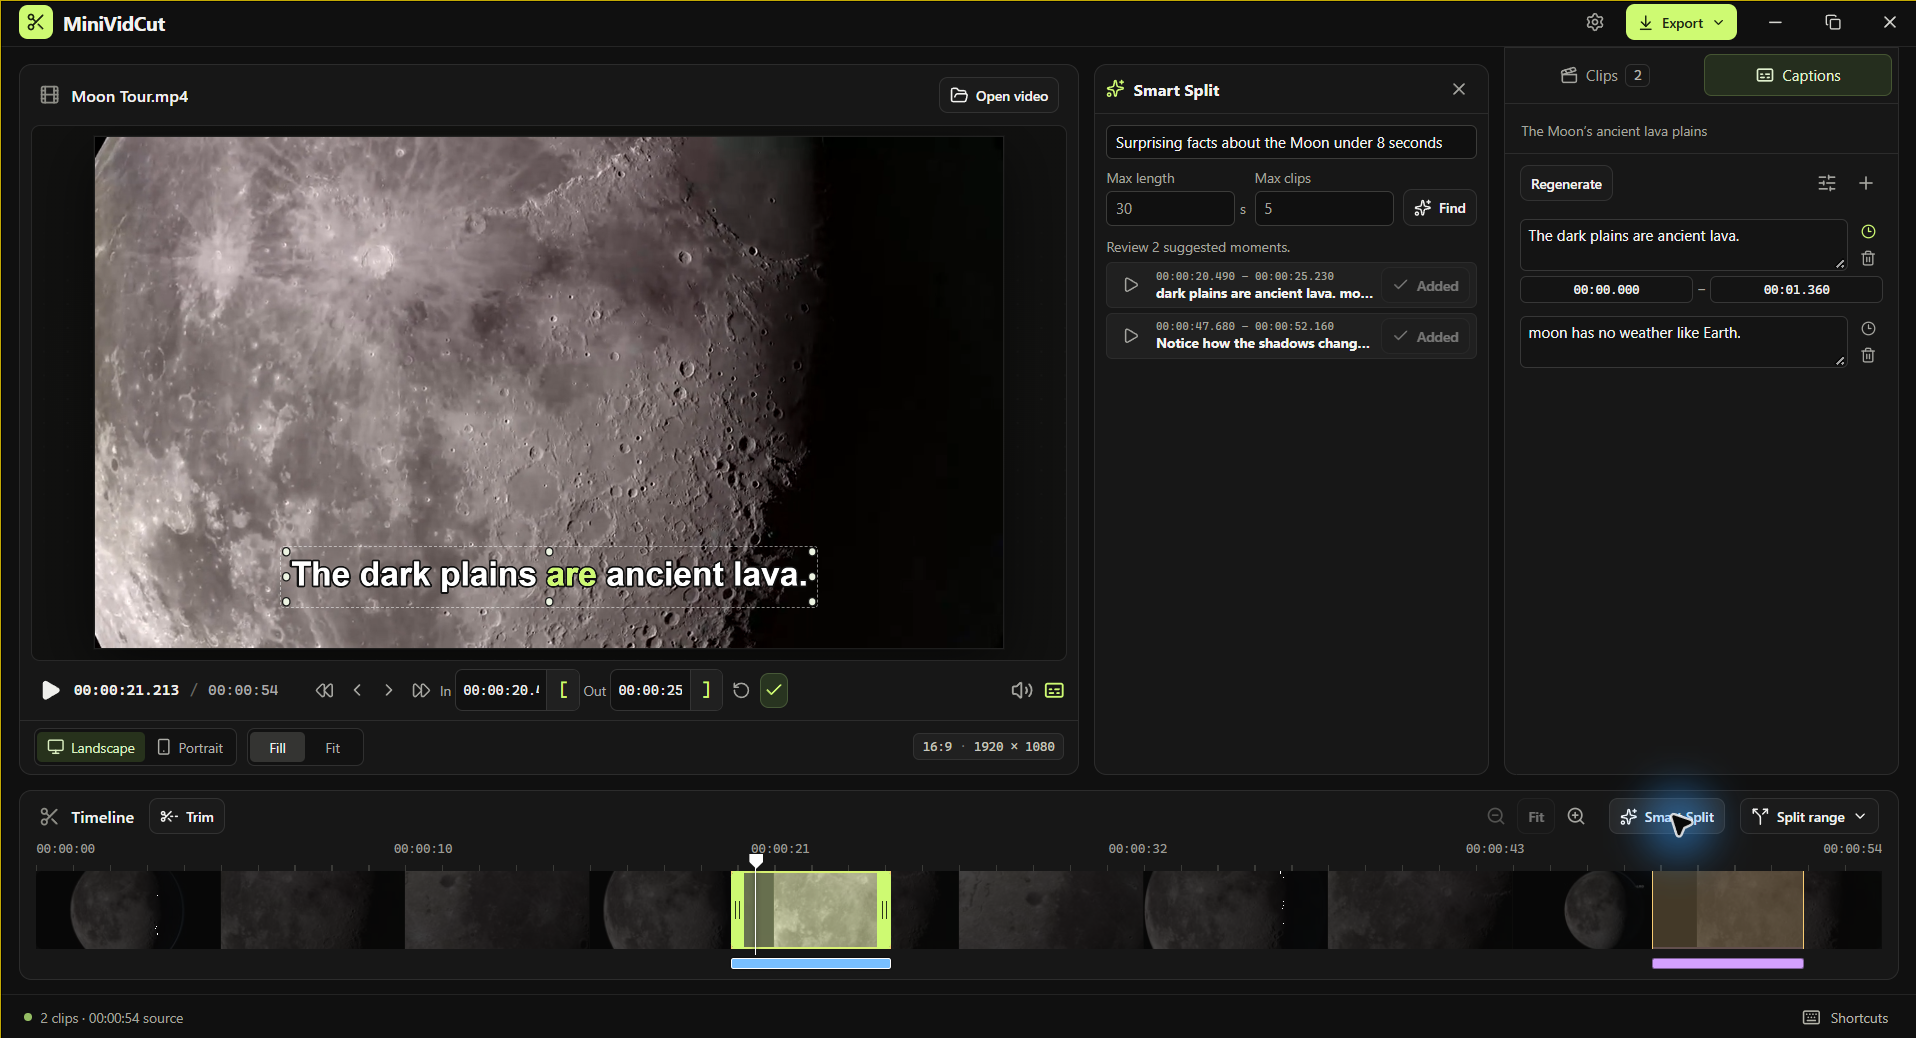 MiniVidCut
Export
Moon Tour.mp4
Open video
The dark plains are ancient lava.
00:00:21.213 / 00:00:54
In
00:00:20.4
[
Out
00:00:25
]
Landscape
Portrait
Fill
Fit
16:9 · 1920 × 1080
Smart Split
Surprising facts about the Moon under 8 seconds
Max length
Max clips
30
s
5
Find
Review 2 suggested moments.
00:00:20.490 – 00:00:25.230
dark plains are ancient lava. mo...
Added
00:00:47.680 – 00:00:52.160
Notice how the shadows chang...
Added
Clips 2
Captions
The Moon's ancient lava plains
Regenerate
The dark plains are ancient lava.
00:00.000 – 00:01.360
moon has no weather like Earth.
Timeline
Trim
Fit
Split
Split range
00:00:00
00:00:10
00:00:21
00:00:32
00:00:43
00:00:54
2 clips · 00:00:54 source
Shortcuts